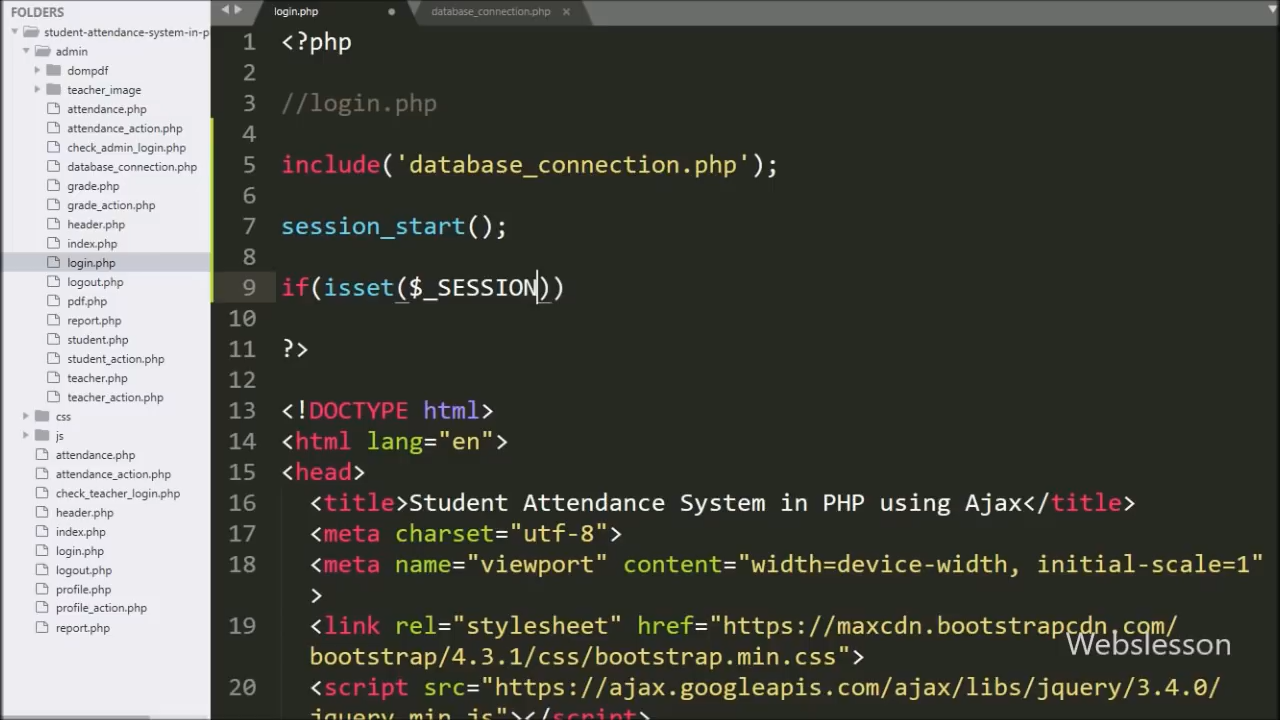 FOLDERS
student-attendance-system-in-p
admin
dompdf
teacher_image
attendance.php
attendance_action.php
check_admin_login.php
database_connection.php
grade.php
grade_action.php
header.php
index.php
login.php
logout.php
pdf.php
report.php
student.php
student_action.php
teacher.php
teacher_action.php
css
js
attendance.php
attendance_action.php
check_teacher_login.php
header.php
index.php
login.php
logout.php
profile.php
profile_action.php
report.php
login.php
database_connection.php ×
1 <?php
2
3 //login.php
4
5 include('database_connection.php');
6
7 session_start();
8
9 if(isset($_SESSION))
10
11 ?>
12
13 <!DOCTYPE html>
14 <html lang="en">
15 <head>
16 <title>Student Attendance System in PHP using Ajax</title>
17 <meta charset="utf-8">
18 <meta name="viewport" content="width=device-width, initial-scale=1"
>
19 <link rel="stylesheet" href="https://maxcdn.bootstrapcdn.com/
bootstrap/4.3.1/css/bootstrap.min.css">
20 <script src="https://ajax.googleapis.com/ajax/libs/jquery/3.4.0/
jquery.min.js"></script>
Webslesson